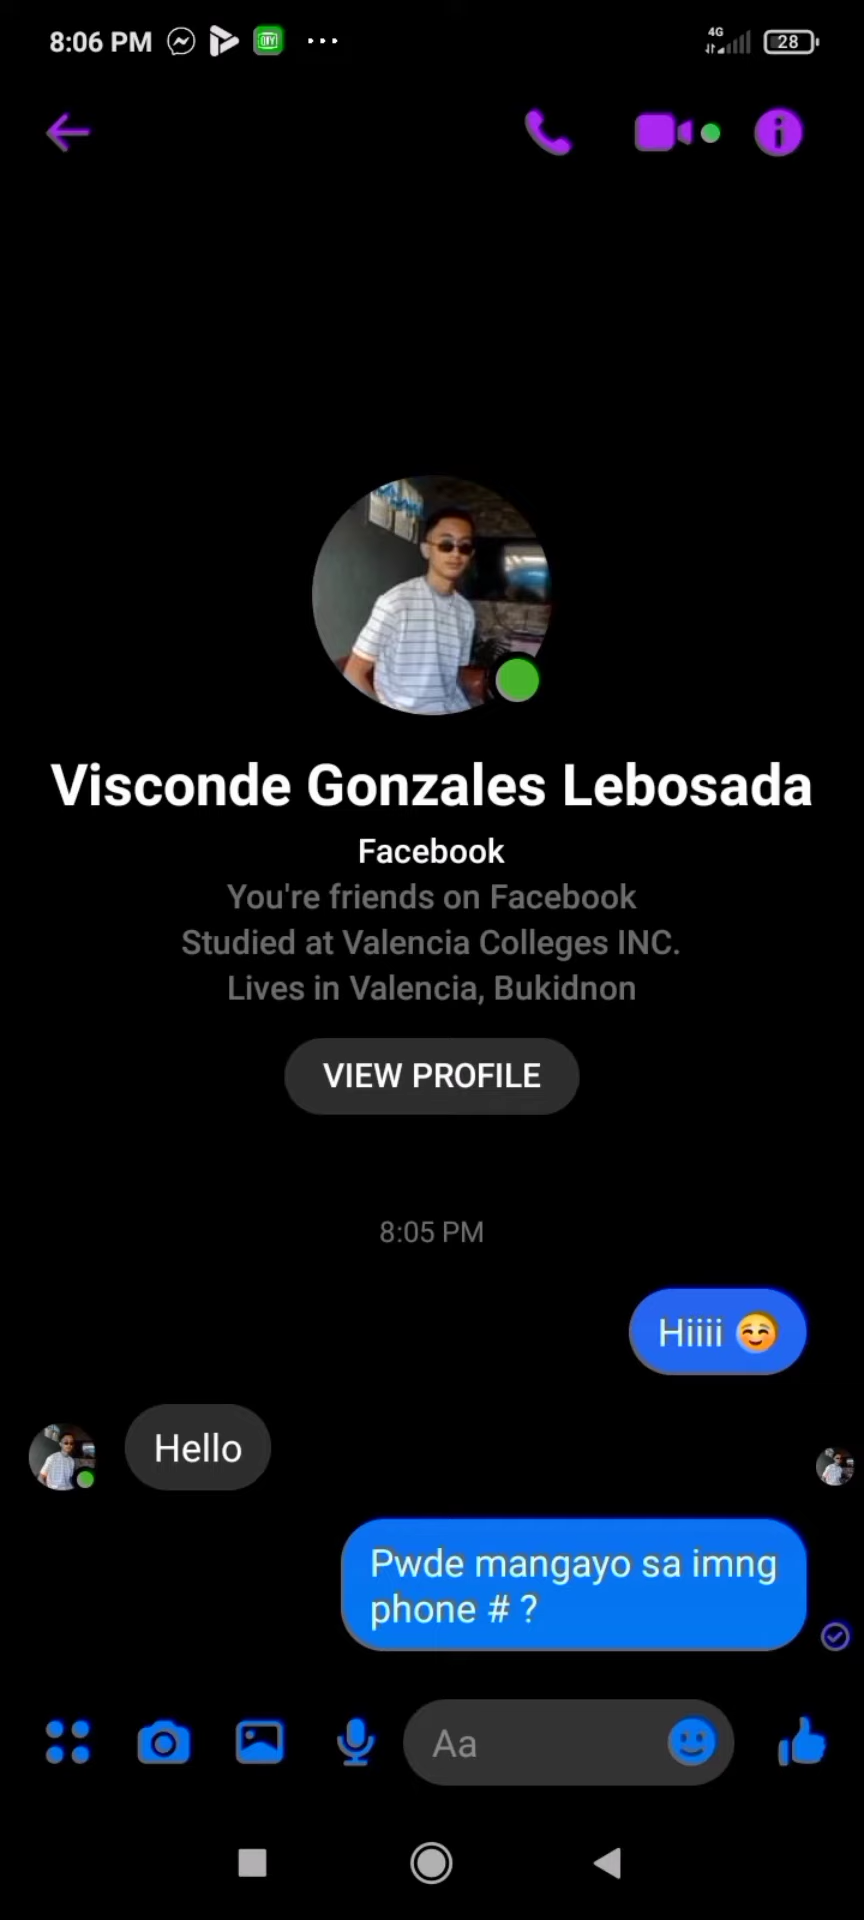 8:06 PM
4G
28
Visconde Gonzales Lebosada
Facebook
You're friends on Facebook
Studied at Valencia Colleges INC.
Lives in Valencia, Bukidnon
VIEW PROFILE
8:05 PM
Hiiii ☺️
Hello
Pwde mangayo sa imng
phone # ?
Aa